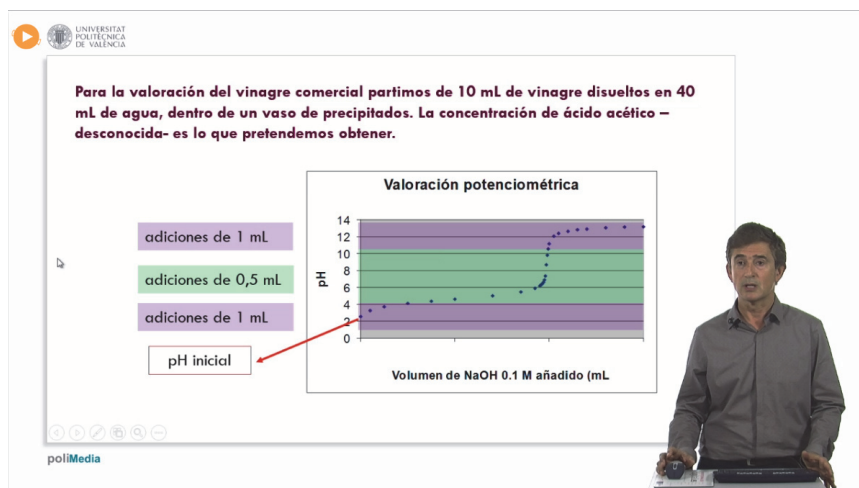 UNIVERSITAT
POLITÈCNICA
DE VALÈNCIA
Para la valoración del vinagre comercial partimos de 10 mL de vinagre disueltos en 40
mL de agua, dentro de un vaso de precipitados. La concentración de ácido acético –
desconocida- es lo que pretendemos obtener.
Valoración potenciométrica
adiciones de 1 mL
adiciones de 0,5 mL
adiciones de 1 mL
pH inicial
pH
14
12
10
8
6
4
2
0
Volumen de NaOH 0.1 M añadido (mL
poliMedia